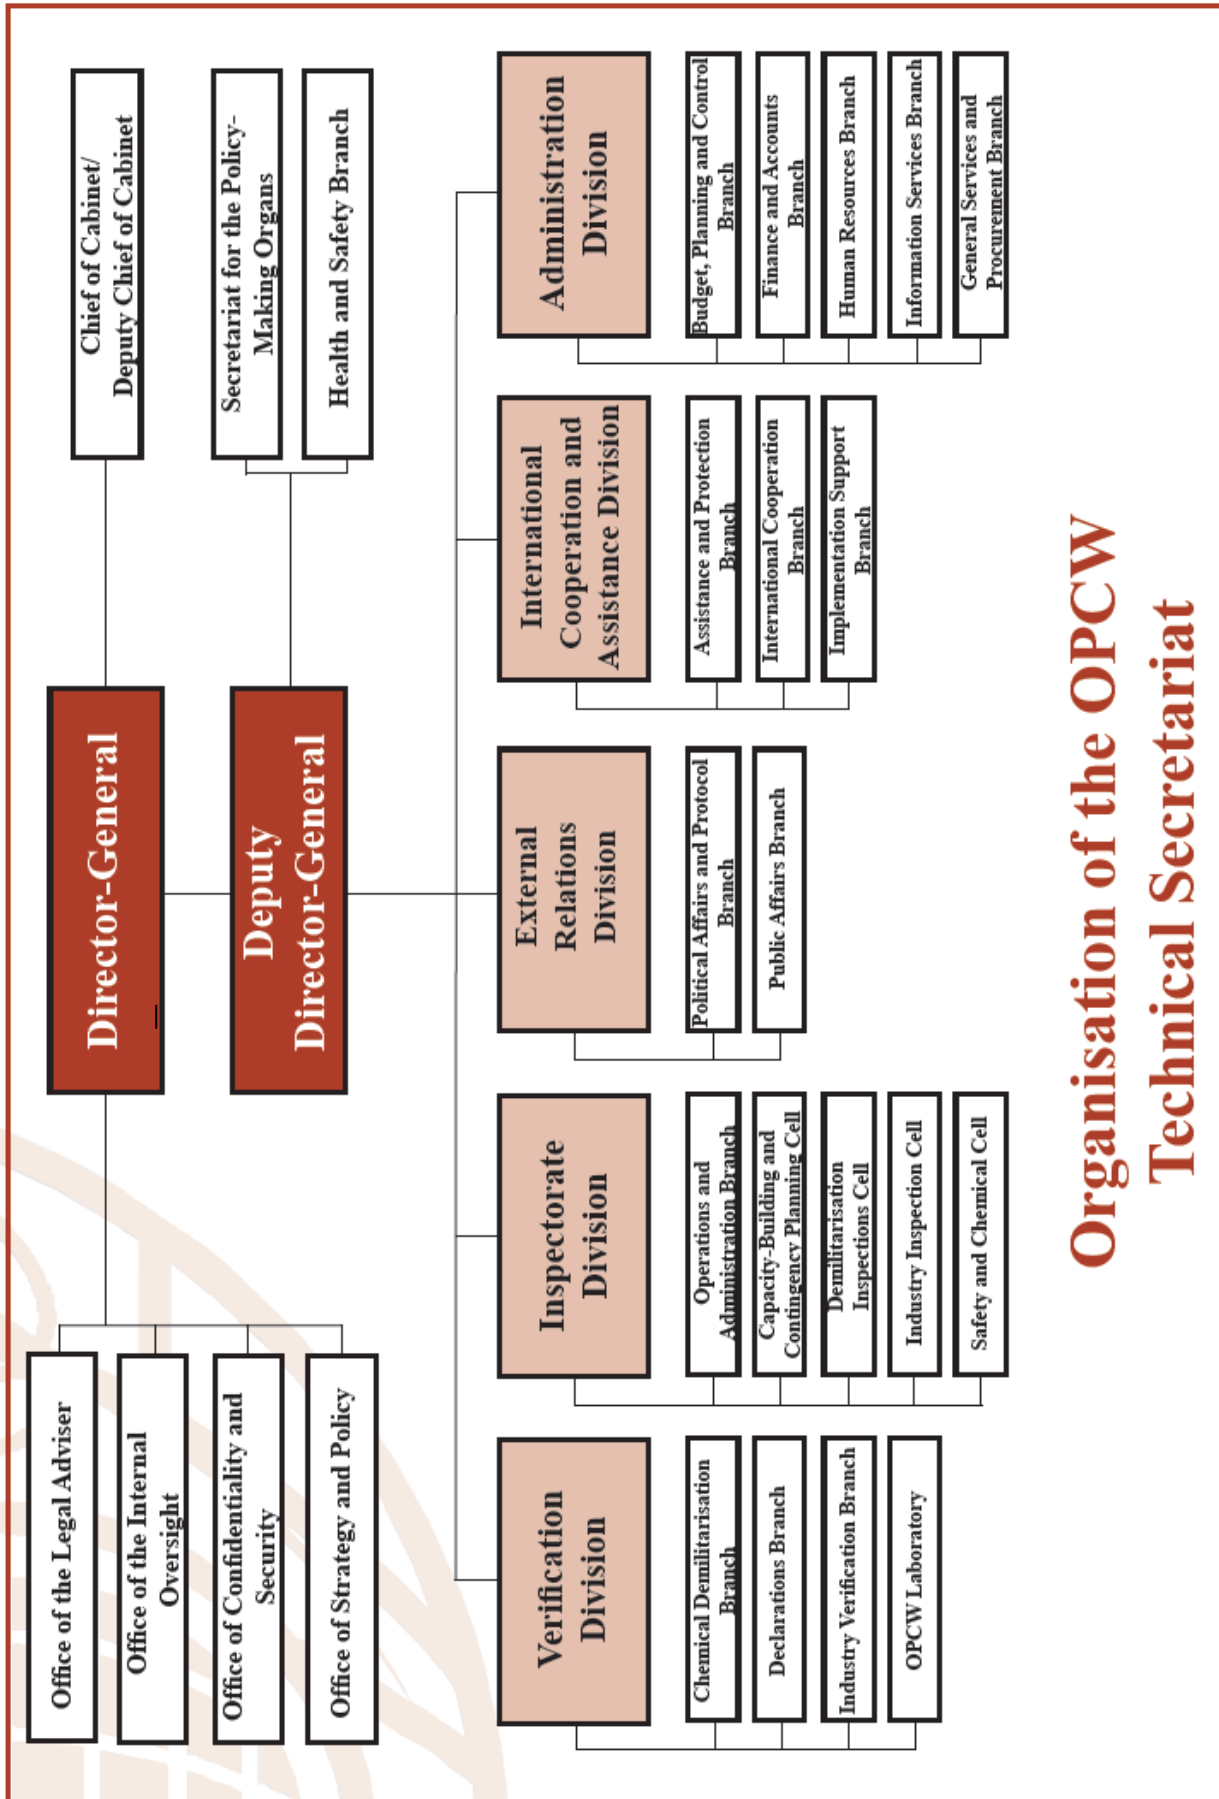 Office of the Legal Adviser
Office of the Internal
Oversight
Office of Confidentiality and
Security
Office of Strategy and Policy
Director-General
Deputy
Director-General
Chief of Cabinet/
Deputy Chief of Cabinet
Secretariat for the Policy-
Making Organs
Health and Safety Branch
Verification
Division
Chemical Demilitarisation
Branch
Declarations Branch
Industry Verification Branch
OPCW Laboratory
Inspectorate
Division
Operations and
Administration Branch
Capacity-Building and
Contingency Planning Cell
Demilitarisation
Inspections Cell
Industry Inspection Cell
Safety and Chemical Cell
External
Relations
Division
Political Affairs and Protocol
Branch
Public Affairs Branch
International
Cooperation and
Assistance Division
Assistance and Protection
Branch
International Cooperation
Branch
Implementation Support
Branch
Administration
Division
Budget, Planning and Control
Branch
Finance and Accounts
Branch
Human Resources Branch
Information Services Branch
General Services and
Procurement Branch
Organisation of the OPCW
Technical Secretariat